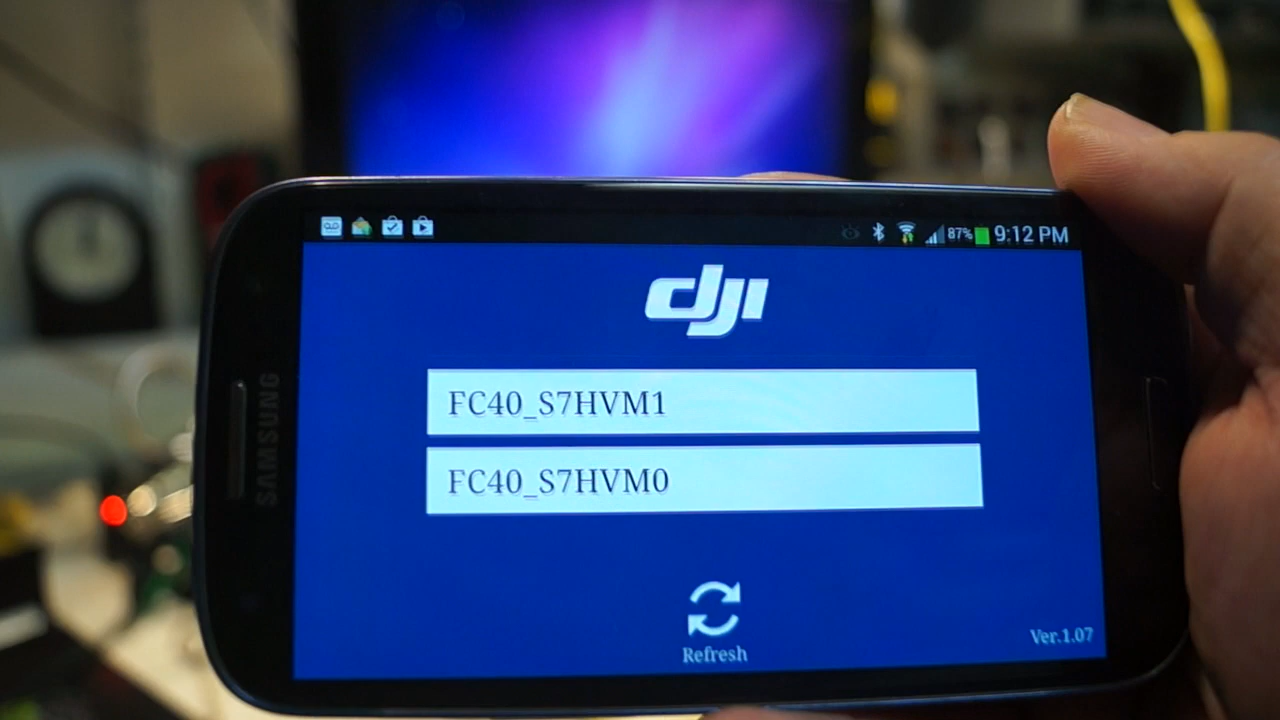 87% 9:12 PM
dji
FC40_S7HVM1
FC40_S7HVM0
Refresh
Ver.1.07
SAMSUNG